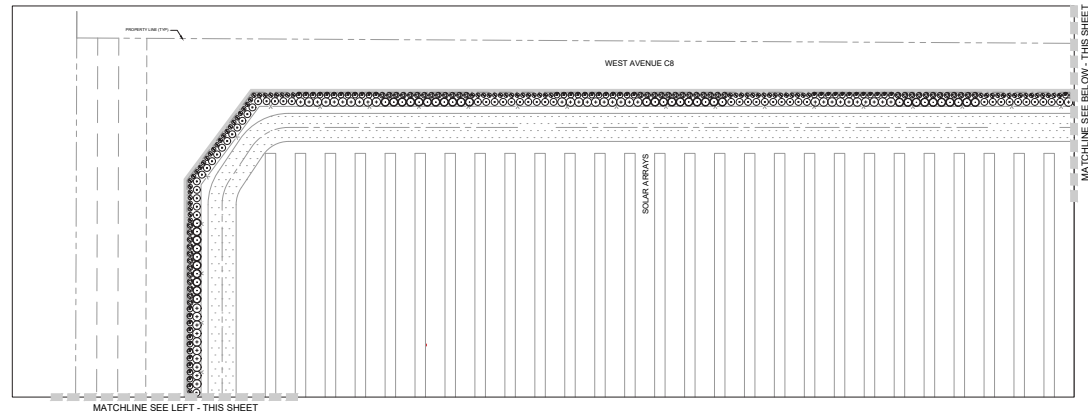 PROPERTY LINE (TYP)
WEST AVENUE C8
MATCHLINE SEE BELOW - THIS SHEET
SOLAR ARRAYS
MATCHLINE SEE LEFT - THIS SHEET